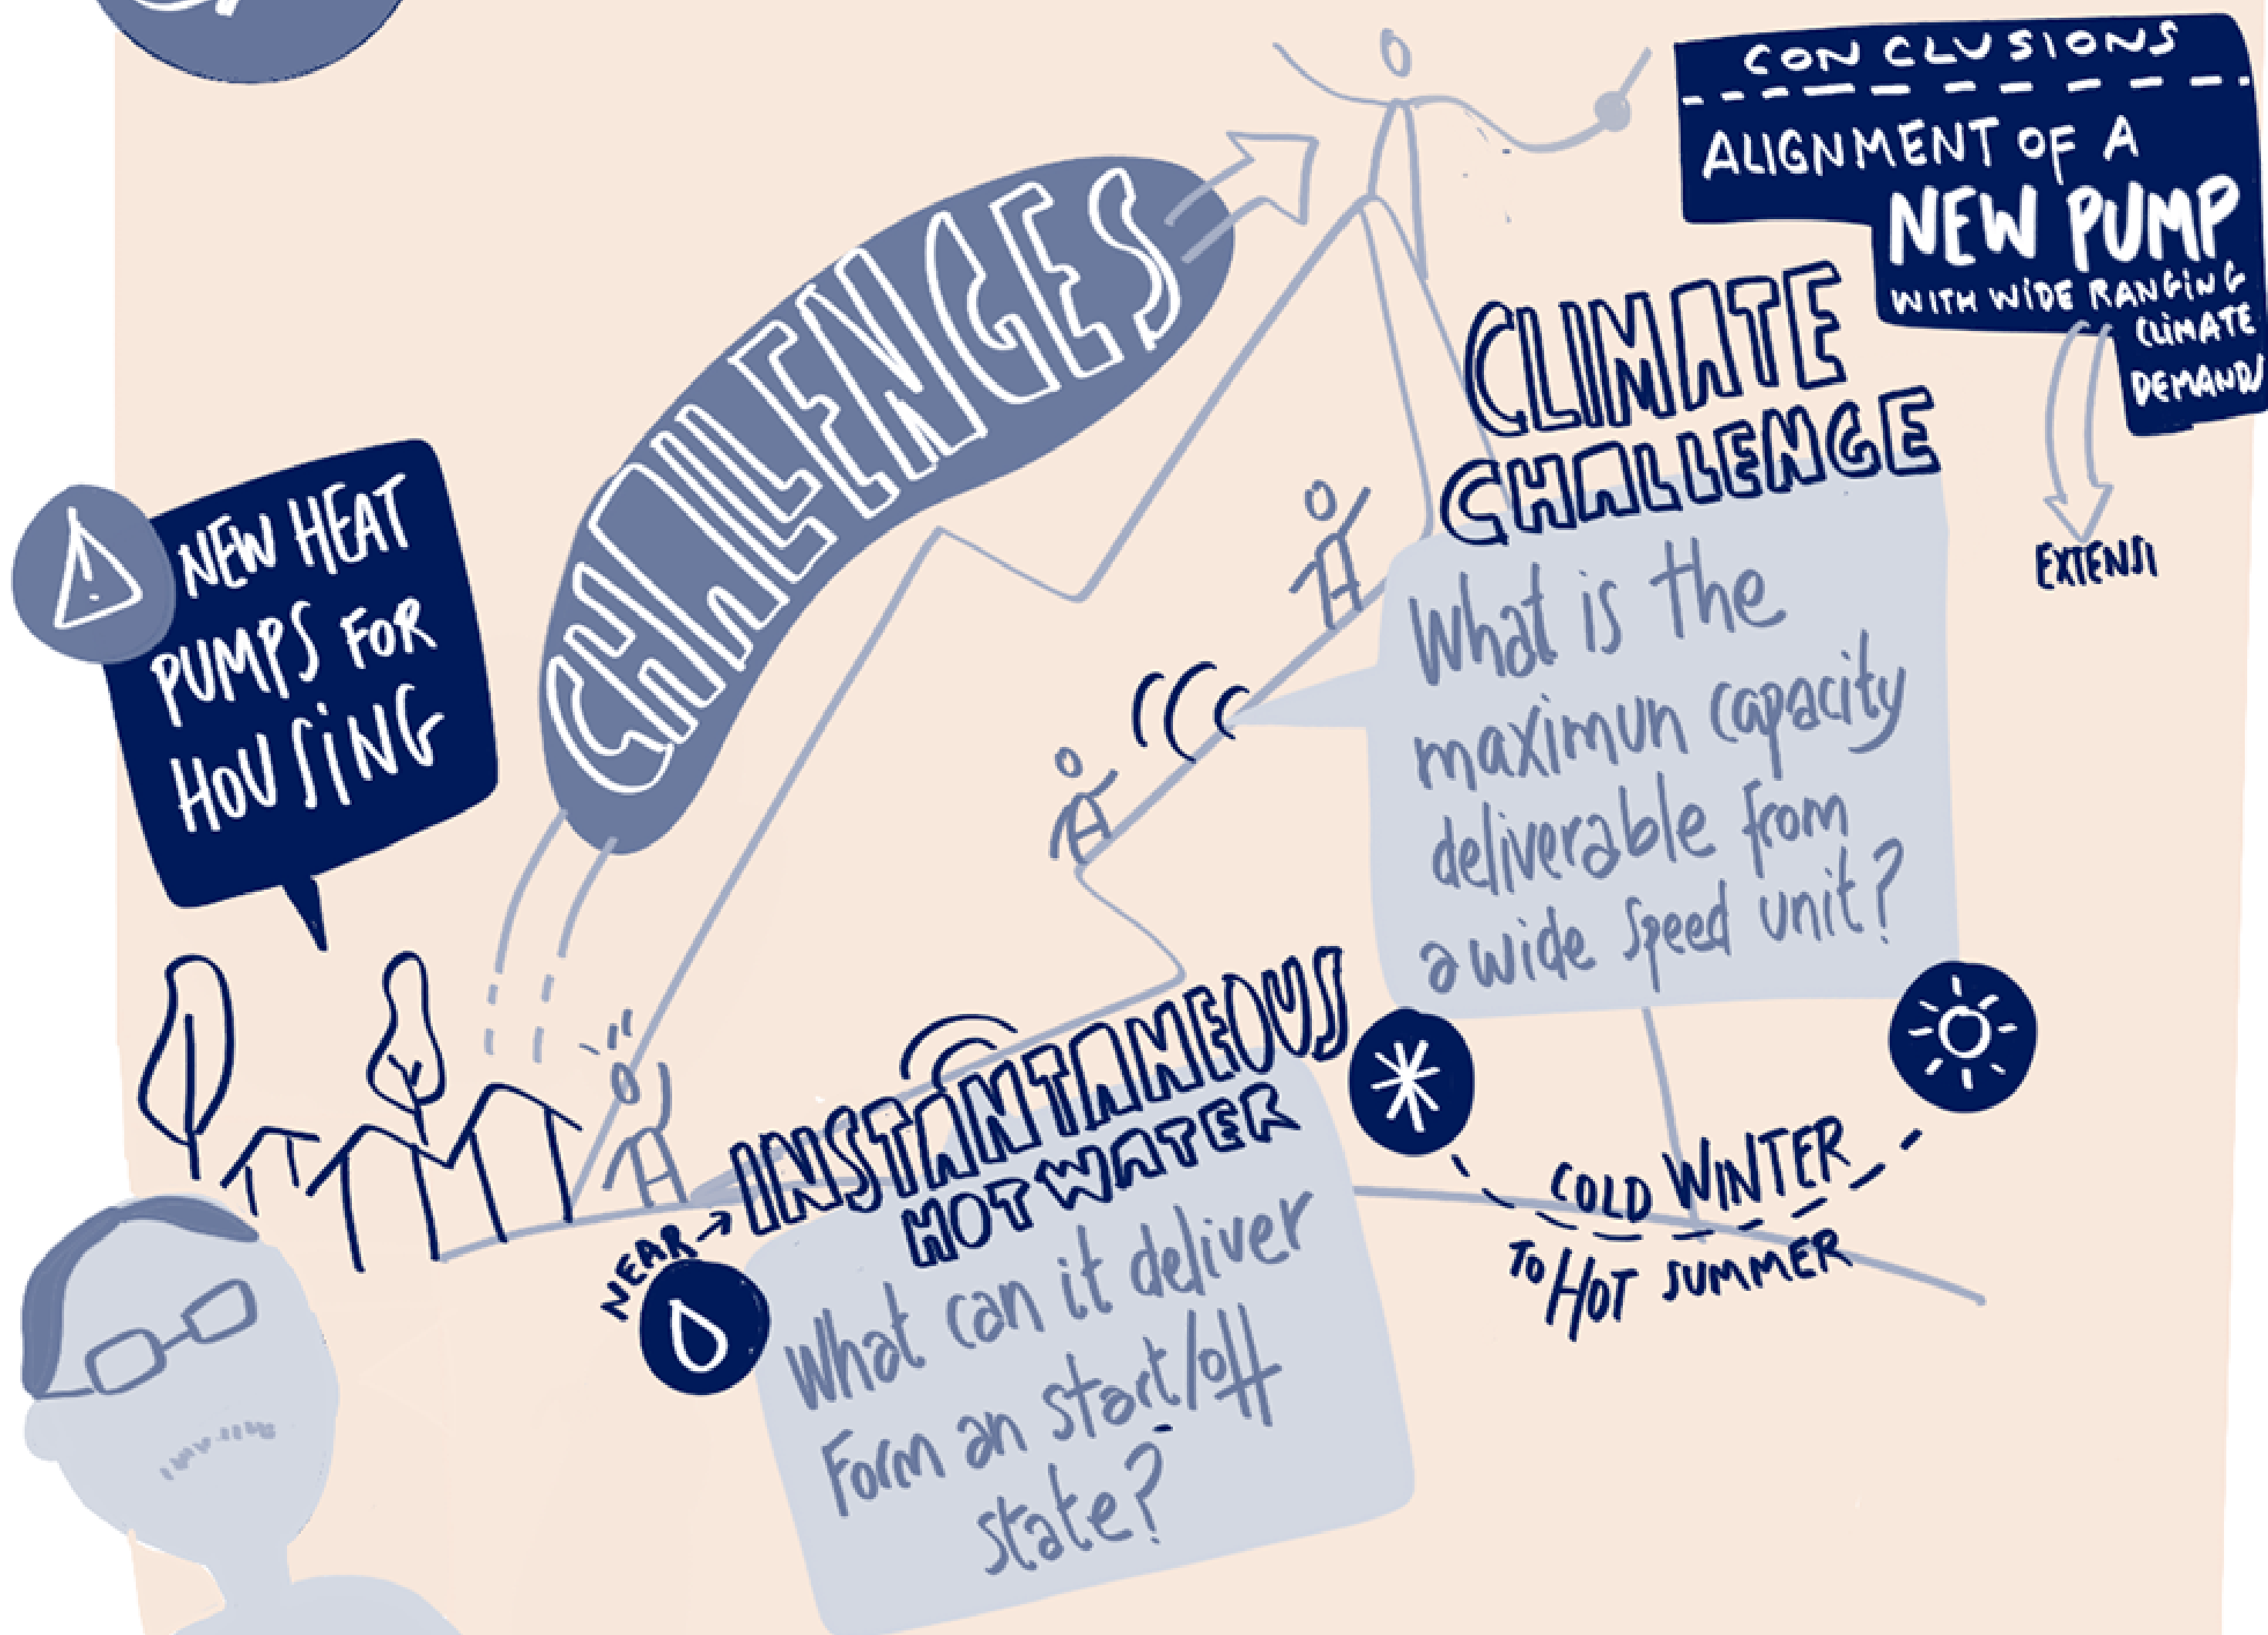 CONCLUSIONS
ALIGNMENT OF A
NEW PUMP
WITH WIDE RANGING
CLIMATE
DEMANDS
EXTENSI
CHALLENGES
NEW HEAT
PUMPS FOR
HOUSING
CLIMATE
CHALLENGE
What is the
maximun capacity
deliverable from
a wide speed unit?
COLD WINTER
TO HOT SUMMER
NEAR
INSTANTANEOUS
HOT WATER
What can it deliver
Form an start/off
state?